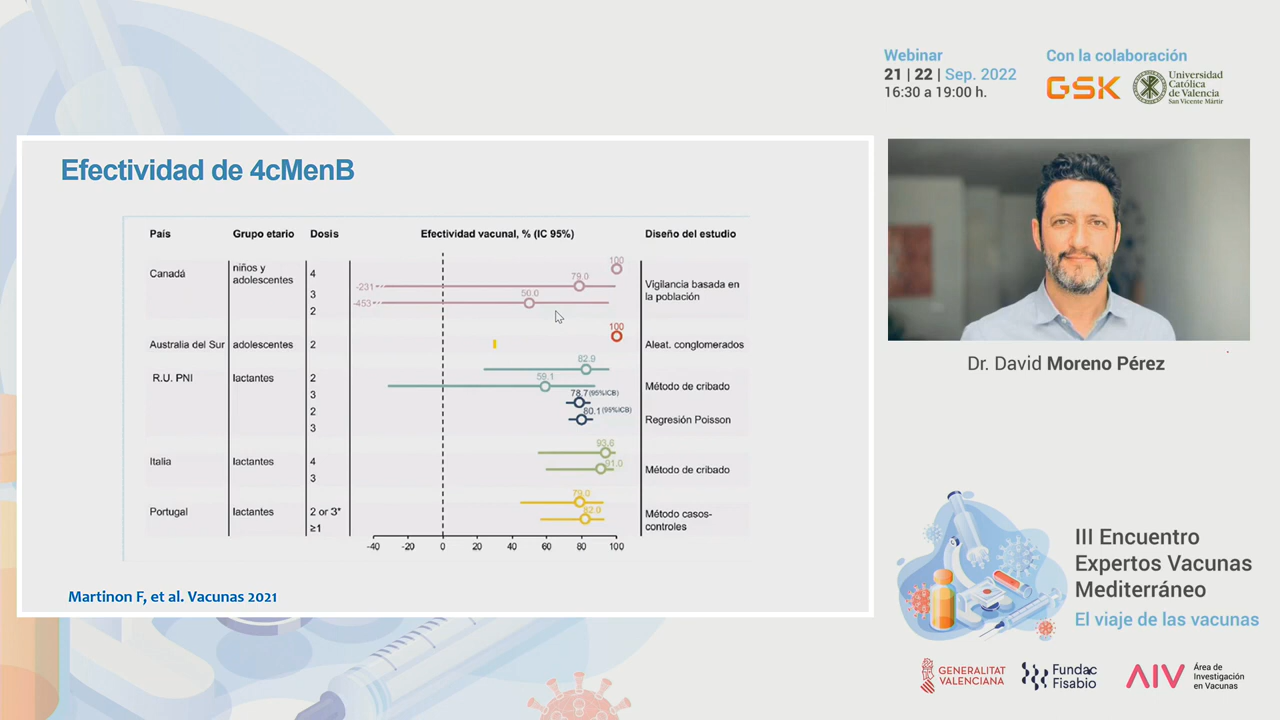 Webinar
21 | 22 | Sep. 2022
16:30 a 19:00 h.
Con la colaboración
GSK
Universidad
Católica
de Valencia
San Vicente Mártir
Efectividad de 4cMenB
País Grupo etario Dosis Efectividad vacunal, % (IC 95%) Diseño del estudio
Canadá
niños y
adolescentes
4
3
2
100
-231
79.0
-453
50.0
Vigilancia basada en
la población
Australia del Sur adolescentes 2
100
Aleat. conglomerados
R.U. PNI lactantes
2
3
2
3
82.9
59.1
78.7 (95%ICB)
80.1 (95%ICB)
Método de cribado
Regresión Poisson
Italia lactantes
4
3
93.6
91.0
Método de cribado
Portugal lactantes
2 or 3*
≥1
79.0
82.0
Método casos-
controles
-40 -20 0 20 40 60 80 100
Martinon F, et al. Vacunas 2021
Dr. David Moreno Pérez
III Encuentro
Expertos Vacunas
Mediterráneo
El viaje de las vacunas
GENERALITAT
VALENCIANA
Fundac
Fisabio
AIV
Área de
Investigación
en Vacunas